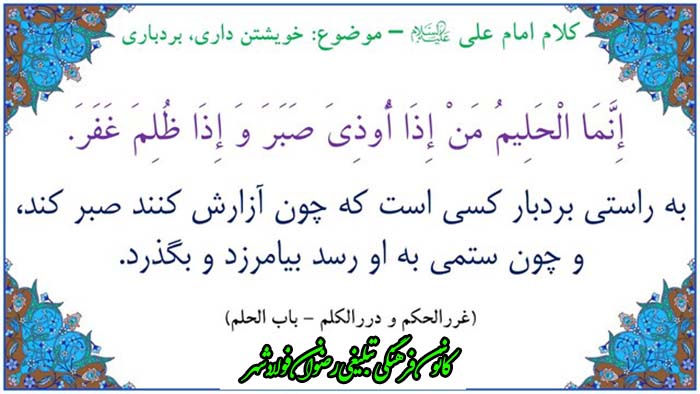 کلام امام علی علیه‌السلام – موضوع: خویشتن داری، بردباری
إِنَّمَا الْحَلِیمُ مَنْ إِذَا أُوذِیَ صَبَرَ وَ إِذَا ظُلِمَ غَفَرَ.
به راستی بردبار کسی است که چون آزارش کنند صبر کند،
و چون ستمی به او رسد بیامرزد و بگذرد.
(غررالحکم و دررالکلم – باب الحلم)
کانون فرهنگی تبلیغی رضوان فولادشهر